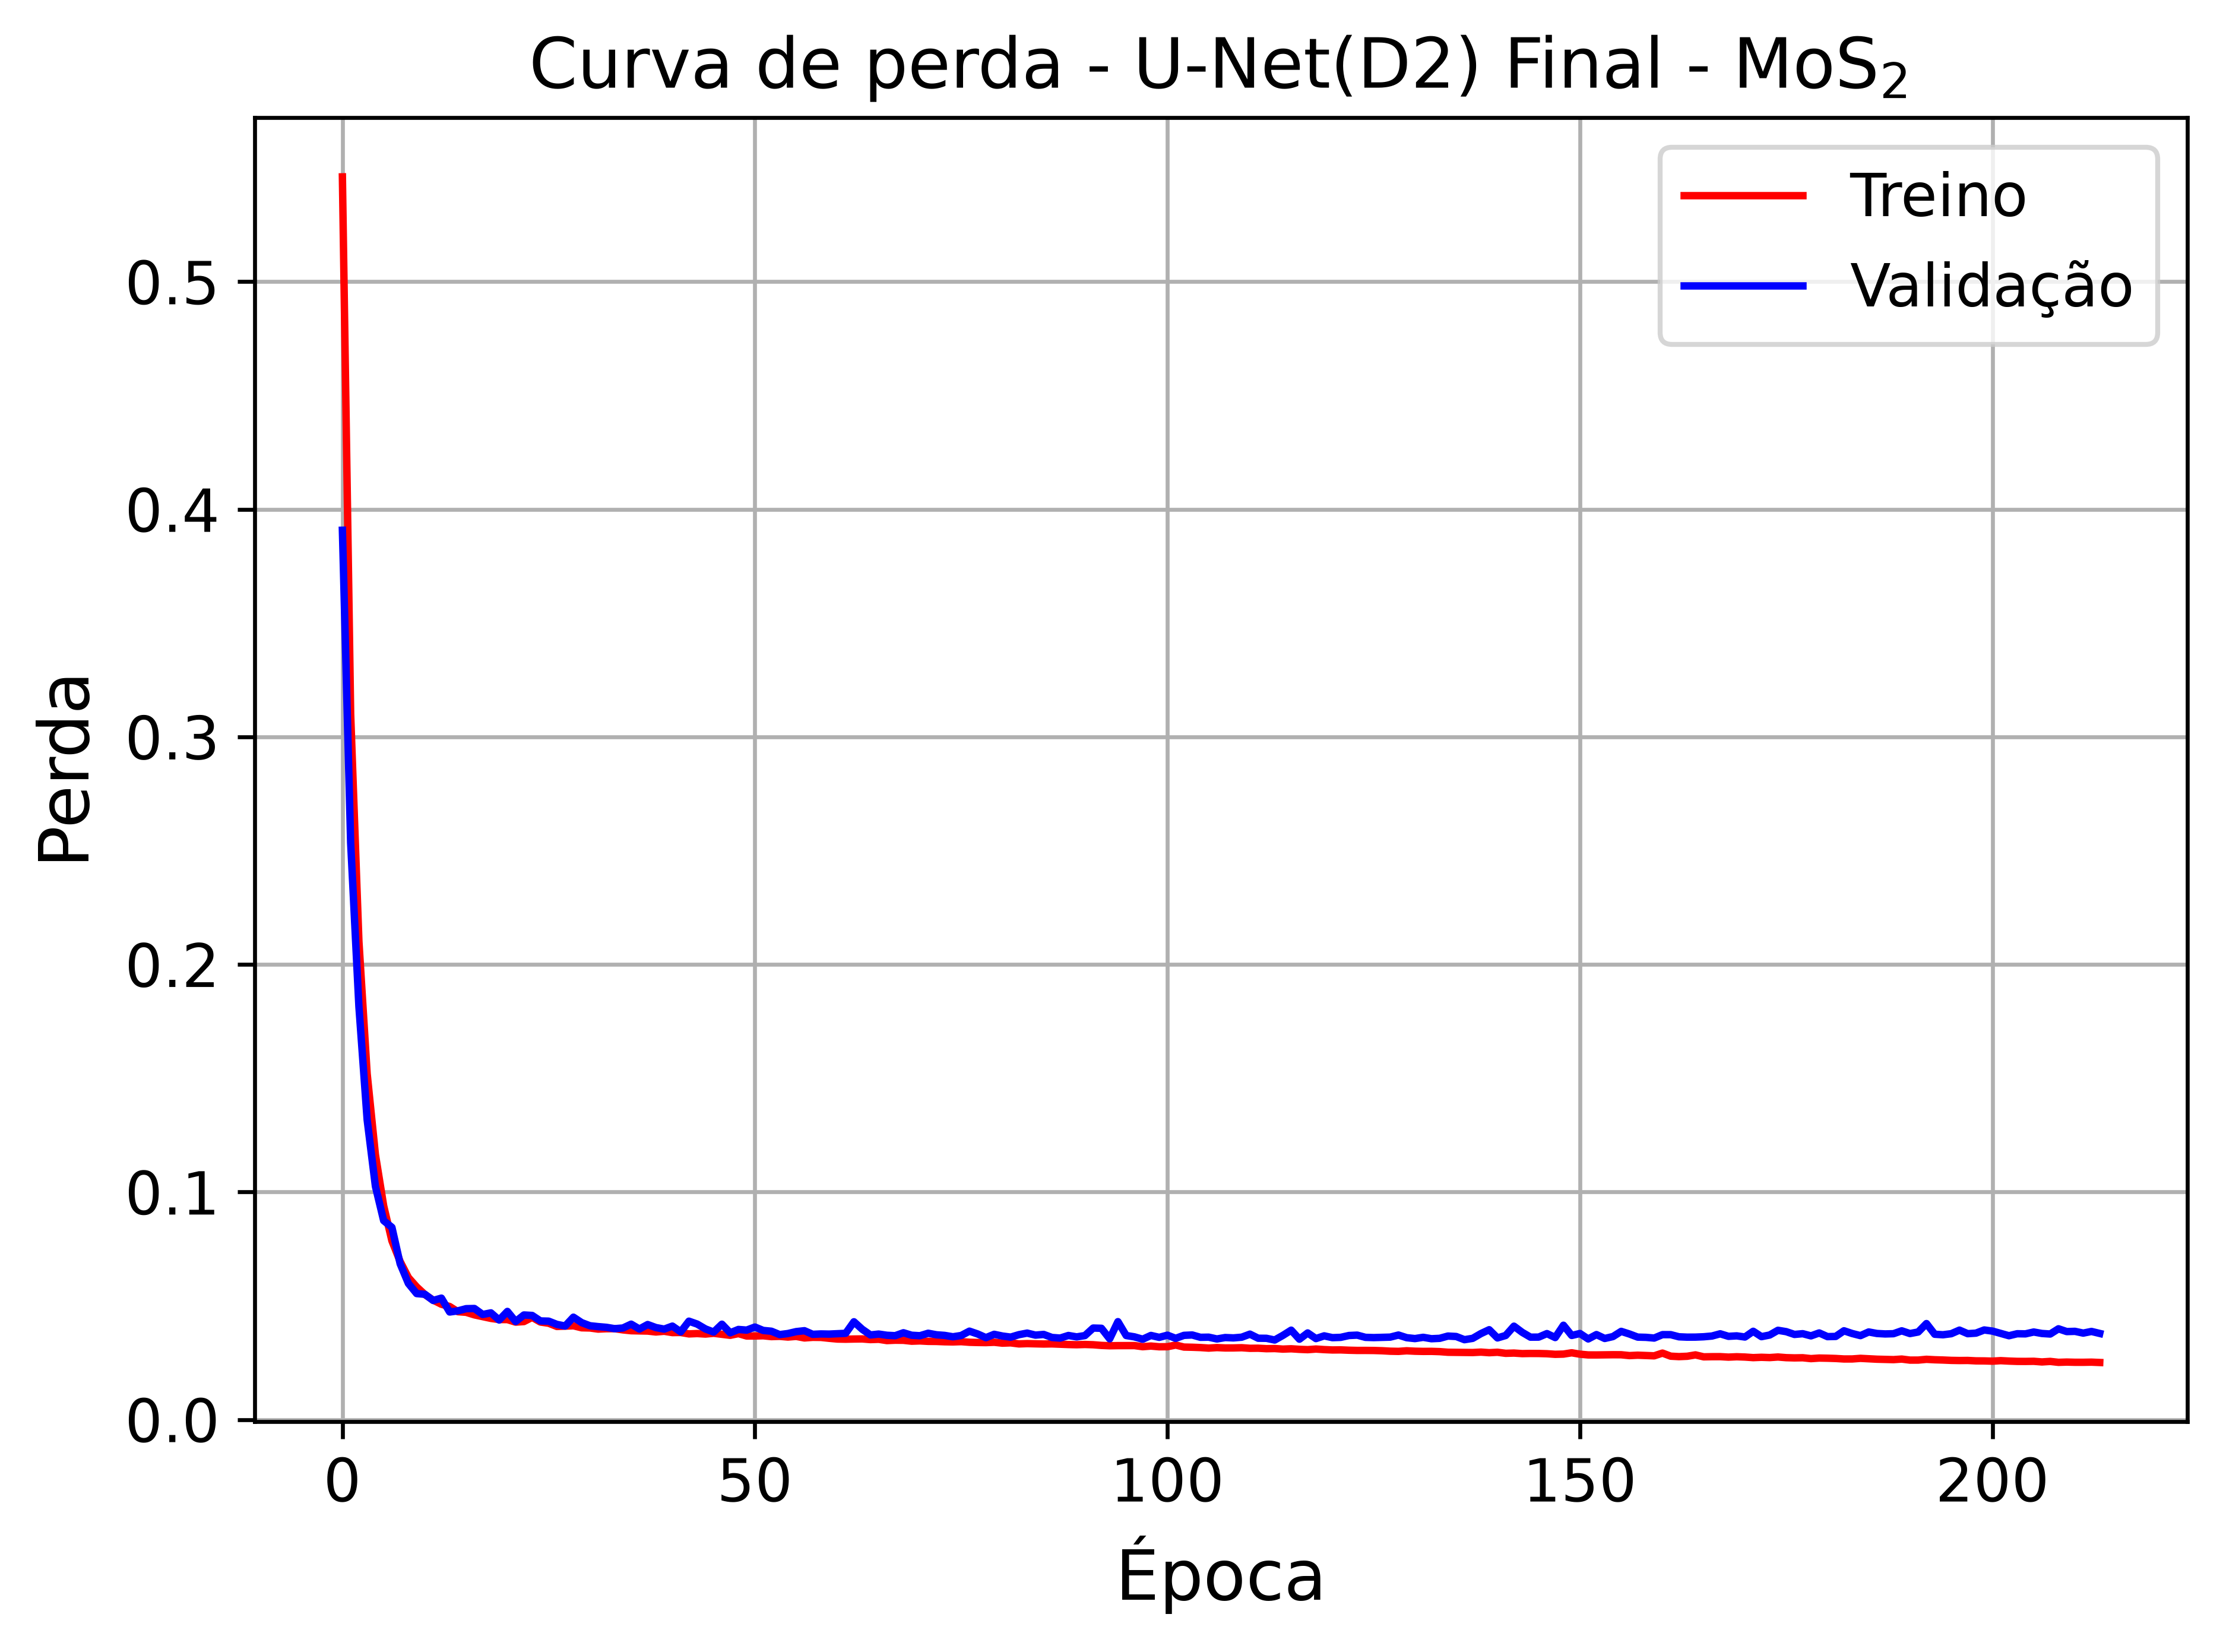 Curva de perda - U-Net(D2) Final - MoS₂
Treino
Validação
Perda
0.5
0.4
0.3
0.2
0.1
0.0
0 50 100 150 200
Época